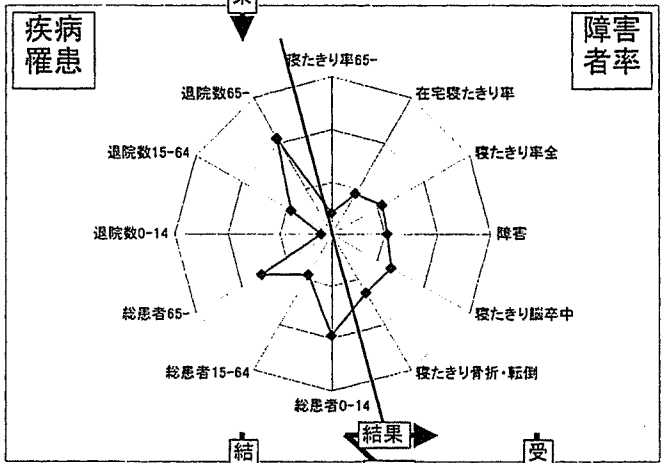 疾病
罹患
障害
者率
寝たきり率65-
退院数65-
在宅寝たきり率
退院数15-64
寝たきり率全
退院数0-14
障害
総患者65-
寝たきり脳卒中
総患者15-64
寝たきり骨折・転倒
総患者0-14
結果
結
受